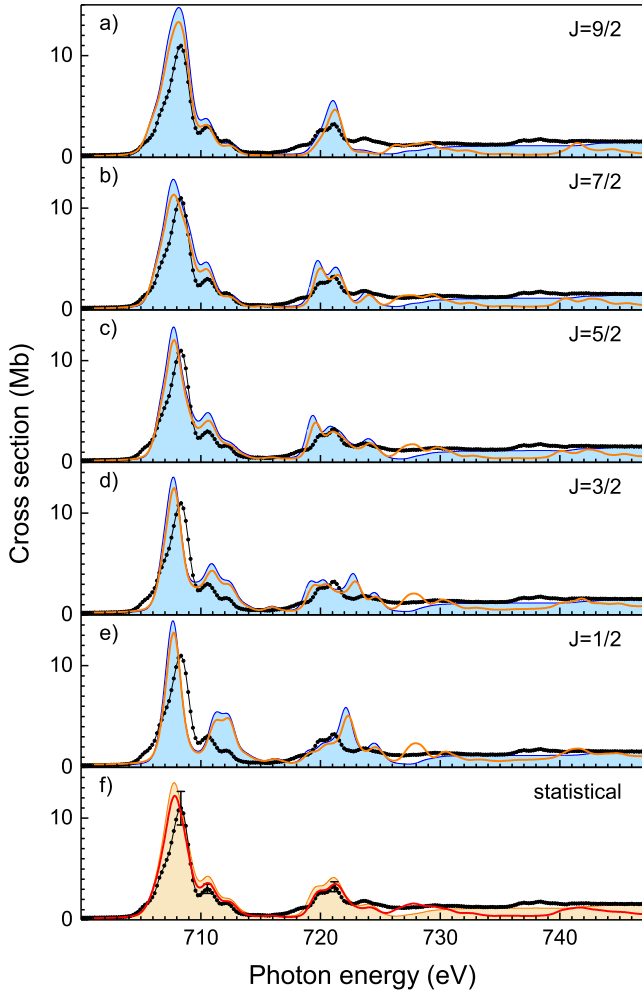 a) J=9/2
10
0
b) J=7/2
10
0
c) J=5/2
10
0
d) J=3/2
10
0
e) J=1/2
10
0
f) statistical
10
0
710 720 730 740
Photon energy (eV)
Cross section (Mb)